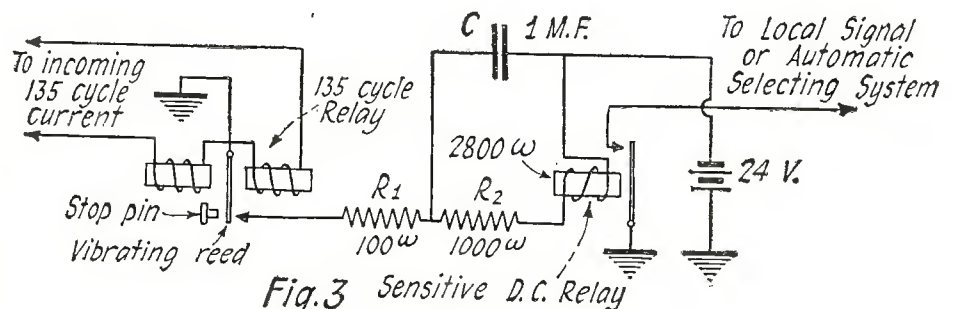 To incoming
135 cycle
current
135 cycle
Relay
C
1 M.F.
To Local Signal
or Automatic
Selecting System
2800 ω
24 V.
R1
100 ω
R2
1000 ω
Stop pin
Vibrating reed
Fig.3
Sensitive D.C. Relay